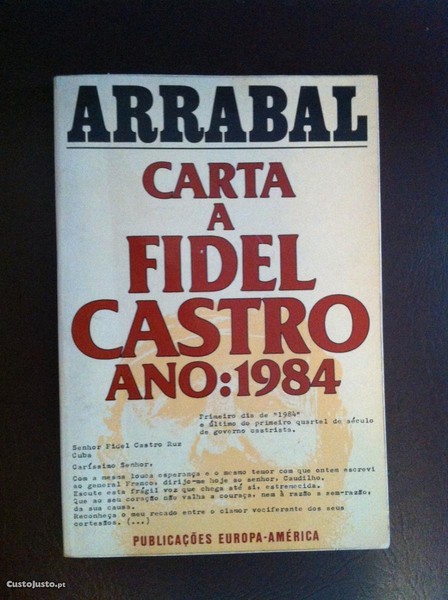 ARRABAL
CARTA
A
FIDEL
CASTRO
ANO:1984
Primeiro dia de "1984"
e último do primeiro quartel do século
de governo castrista.
Senhor Fidel Castro Ruz
Cuba
Caríssimo Senhor,
Com a mesma louca esperança e o mesmo temor com que ontem escrevi
ao general Franco, dirijo-me hoje ao senhor, Caudilho.
Escute esta frágil voz que chega até si, estremecida.
Que ao seu coração não valha a couraça, nem à razão a sem-razão,
da sua causa.
Reconheça o meu recado entre o clamor vociferante dos seus
cortesãos. (...)
PUBLICAÇÕES EUROPA-AMÉRICA
CustoJusto.pt